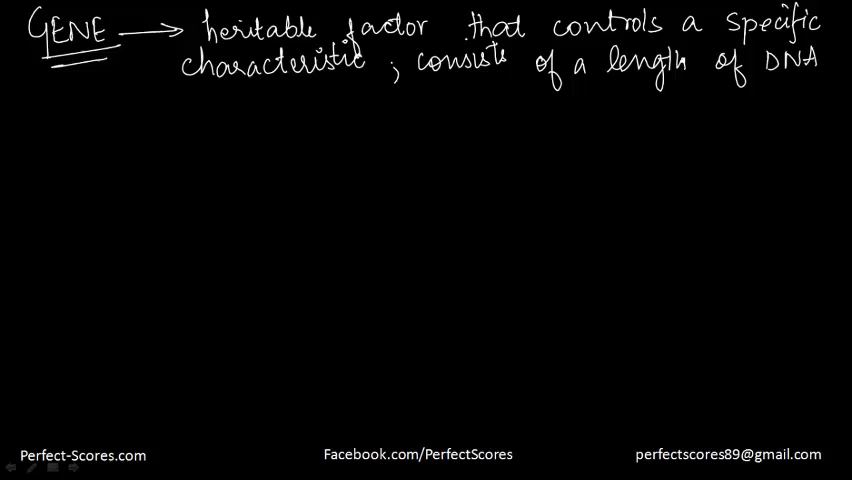 GENE → heritable factor that controls a specific
characteristic ; consists of a length of DNA
Perfect-Scores.com Facebook.com/PerfectScores perfectscores89@gmail.com